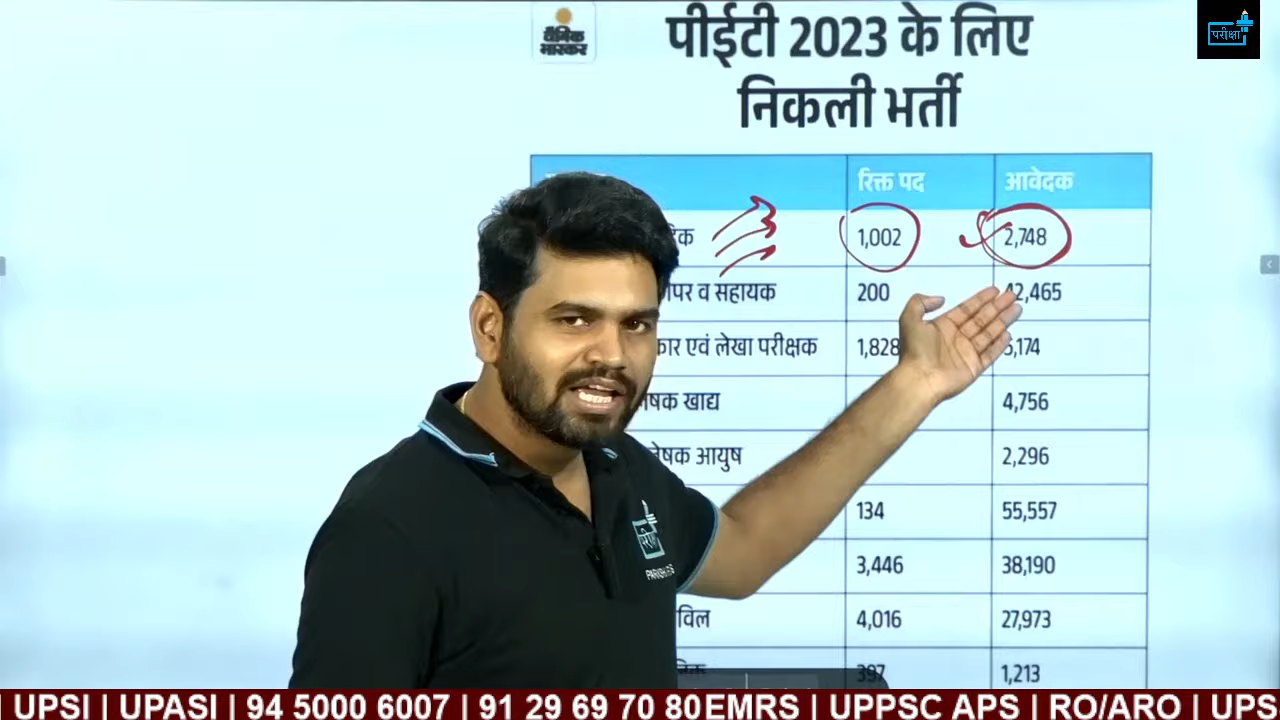 दैनिक भास्कर
परीक्षा
पीईटी 2023 के लिए
निकली भर्ती
रिक्त पद आवेदक
1,002 2,748
व सहायक 200 42,465
एवं लेखा परीक्षक 1,828
खाद्य 4,756
आयुष 2,296
134 55,557
3,446 38,190
4,016 27,973
397 1,213
UPSI | UPASI | 94 5000 6007 | 91 29 69 70 80EMRS | UPPSC APS | RO/ARO | UPS